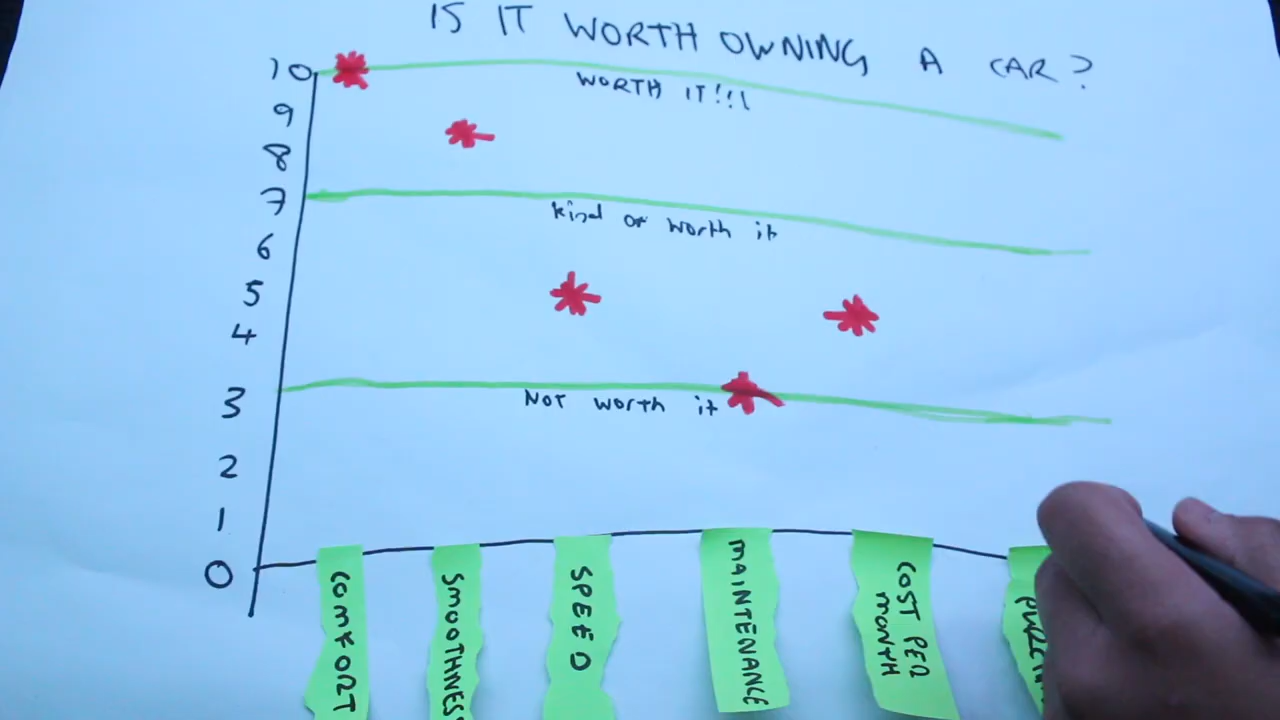 IS IT WORTH OWNING A CAR?
10
WORTH IT!!!
9
8
7
kind of worth it
6
5
4
3
Not worth it
2
1
0
COMFORT
SMOOTHNESS
SPEED
MAINTENANCE
COST PER
MONTH